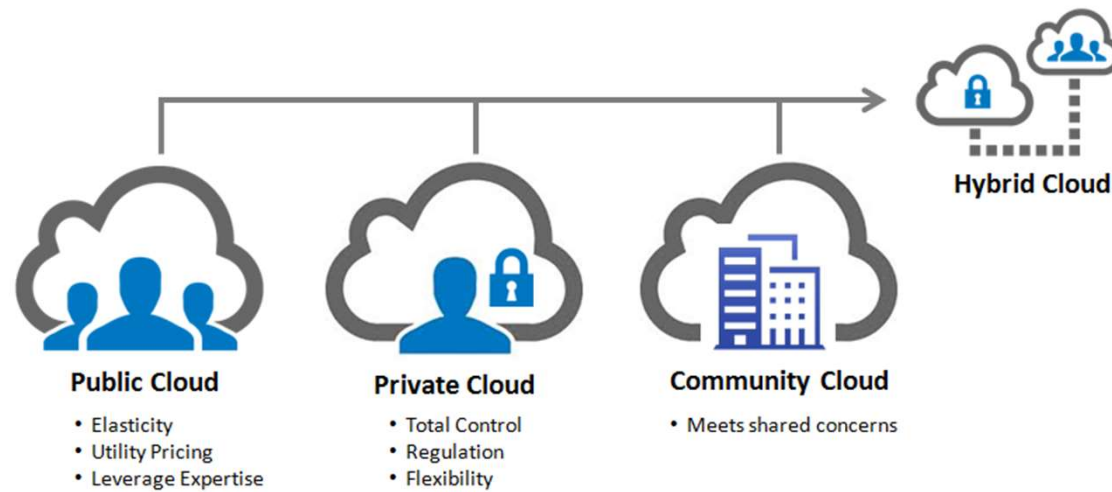 Hybrid Cloud
Public Cloud
• Elasticity
• Utility Pricing
• Leverage Expertise
Private Cloud
• Total Control
• Regulation
• Flexibility
Community Cloud
• Meets shared concerns